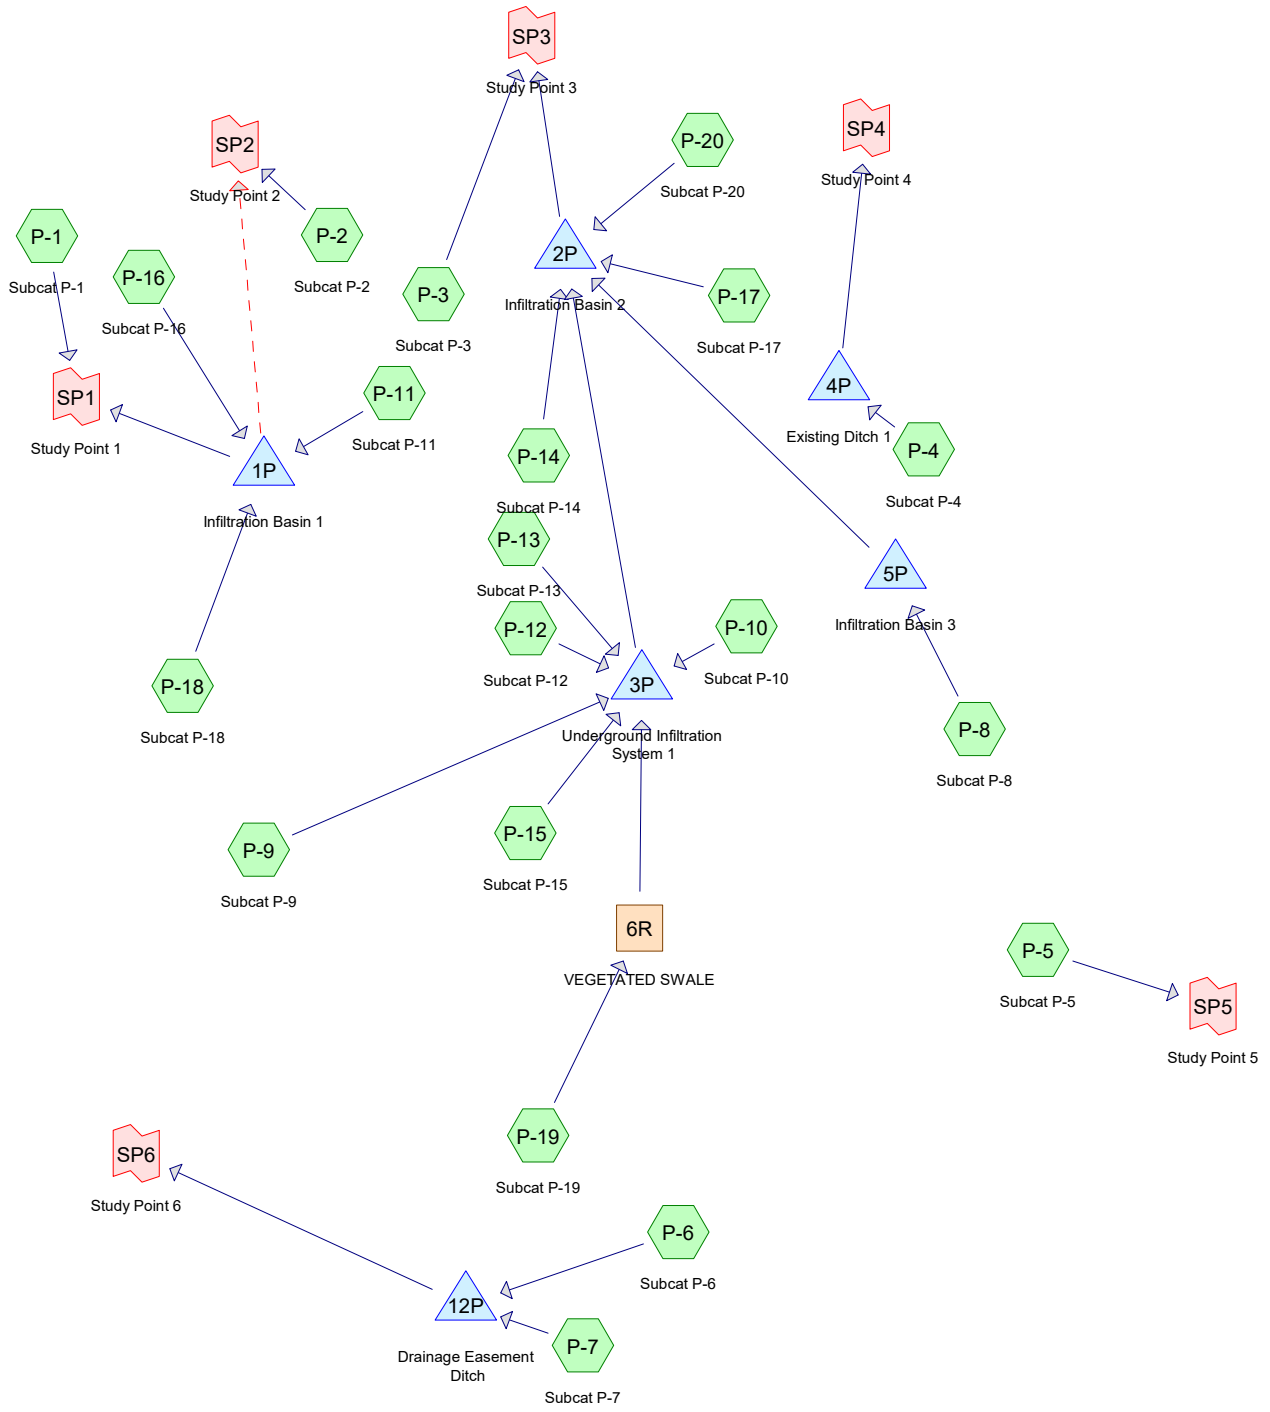 SP3
Study Point 3
SP2
Study Point 2
P-20
Subcat P-20
SP4
Study Point 4
P-1
Subcat P-1
P-16
Subcat P-16
P-2
Subcat P-2
P-3
Subcat P-3
2P
Infiltration Basin 2
P-17
Subcat P-17
SP1
Study Point 1
P-11
Subcat P-11
4P
Existing Ditch 1
P-4
Subcat P-4
1P
Infiltration Basin 1
P-14
Subcat P-14
P-13
Subcat P-13
5P
Infiltration Basin 3
P-12
Subcat P-12
P-10
Subcat P-10
3P
Underground Infiltration
System 1
P-18
Subcat P-18
P-8
Subcat P-8
P-9
Subcat P-9
P-15
Subcat P-15
6R
VEGETATED SWALE
P-5
Subcat P-5
SP5
Study Point 5
P-19
Subcat P-19
SP6
Study Point 6
P-6
Subcat P-6
12P
Drainage Easement
Ditch
P-7
Subcat P-7